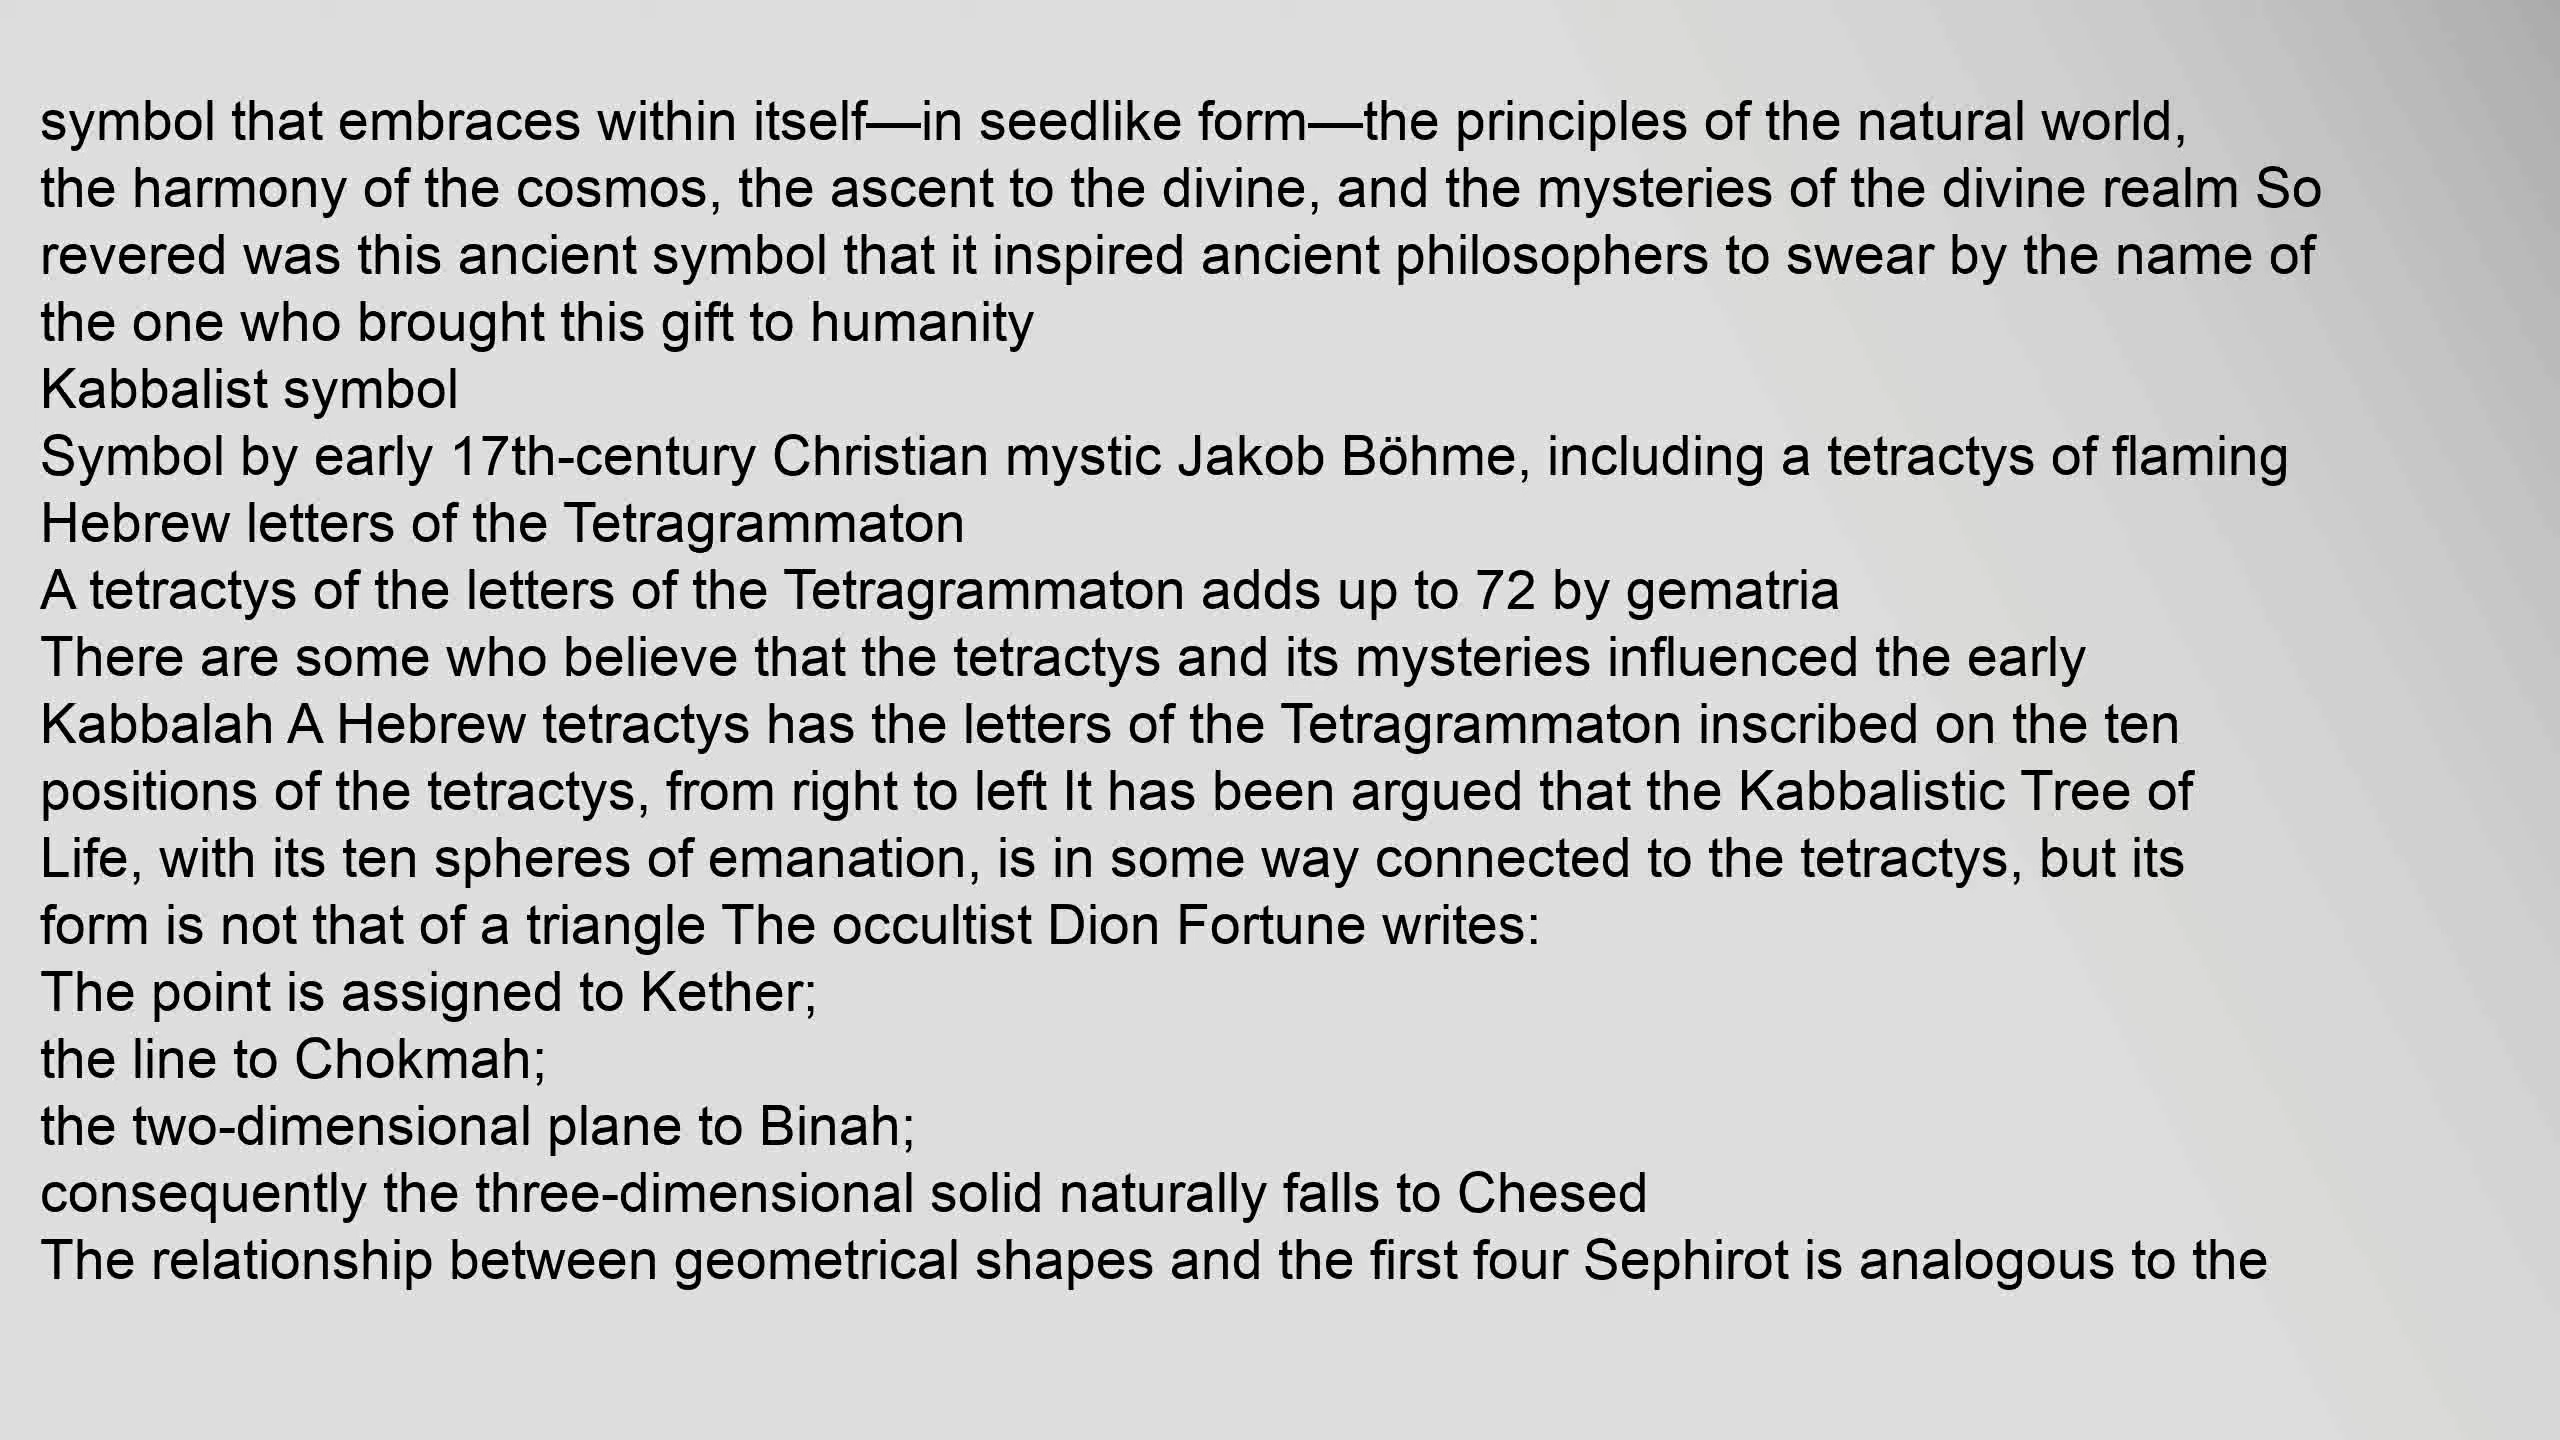 symbol that embraces within itself—in seedlike form—the principles of the natural world,
the harmony of the cosmos, the ascent to the divine, and the mysteries of the divine realm So
revered was this ancient symbol that it inspired ancient philosophers to swear by the name of
the one who brought this gift to humanity
Kabbalist symbol
Symbol by early 17th-century Christian mystic Jakob Böhme, including a tetractys of flaming
Hebrew letters of the Tetragrammaton
A tetractys of the letters of the Tetragrammaton adds up to 72 by gematria
There are some who believe that the tetractys and its mysteries influenced the early
Kabbalah A Hebrew tetractys has the letters of the Tetragrammaton inscribed on the ten
positions of the tetractys, from right to left It has been argued that the Kabbalistic Tree of
Life, with its ten spheres of emanation, is in some way connected to the tetractys, but its
form is not that of a triangle The occultist Dion Fortune writes:
The point is assigned to Kether;
the line to Chokmah;
the two-dimensional plane to Binah;
consequently the three-dimensional solid naturally falls to Chesed
The relationship between geometrical shapes and the first four Sephirot is analogous to the